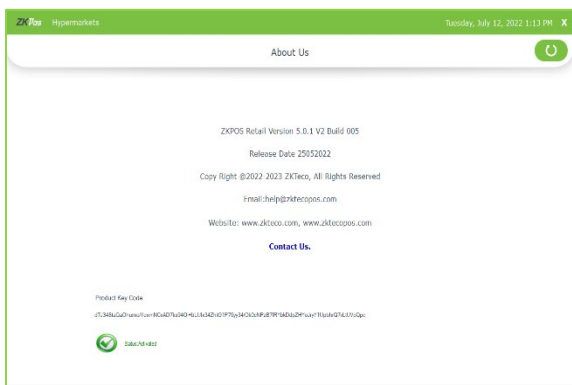 ZKPos Hypermarkets
Tuesday, July 12, 2022 1:13 PM X
About Us
ZKPOS Retail Version 5.0.1 V2 Build 005
Release Date 25052022
Copy Right @2022-2023 ZKTeco, All Rights Reserved
Email:help@zktecopos.com
Website: www.zkteco.com, www.zktecopos.com
Contact Us.
Product Key Code
Status:Activated